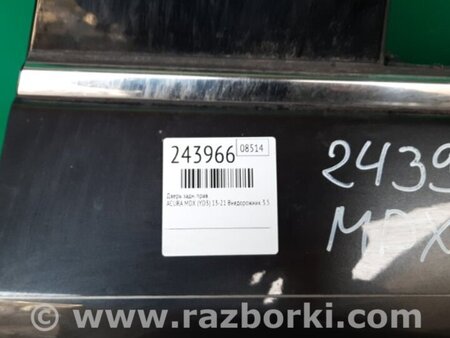 243966
08514
Дверь задн. прав
ACURA MDX (YD3) 13-21 Внедорожник 3.5
2439
MDX
www.razborki.com